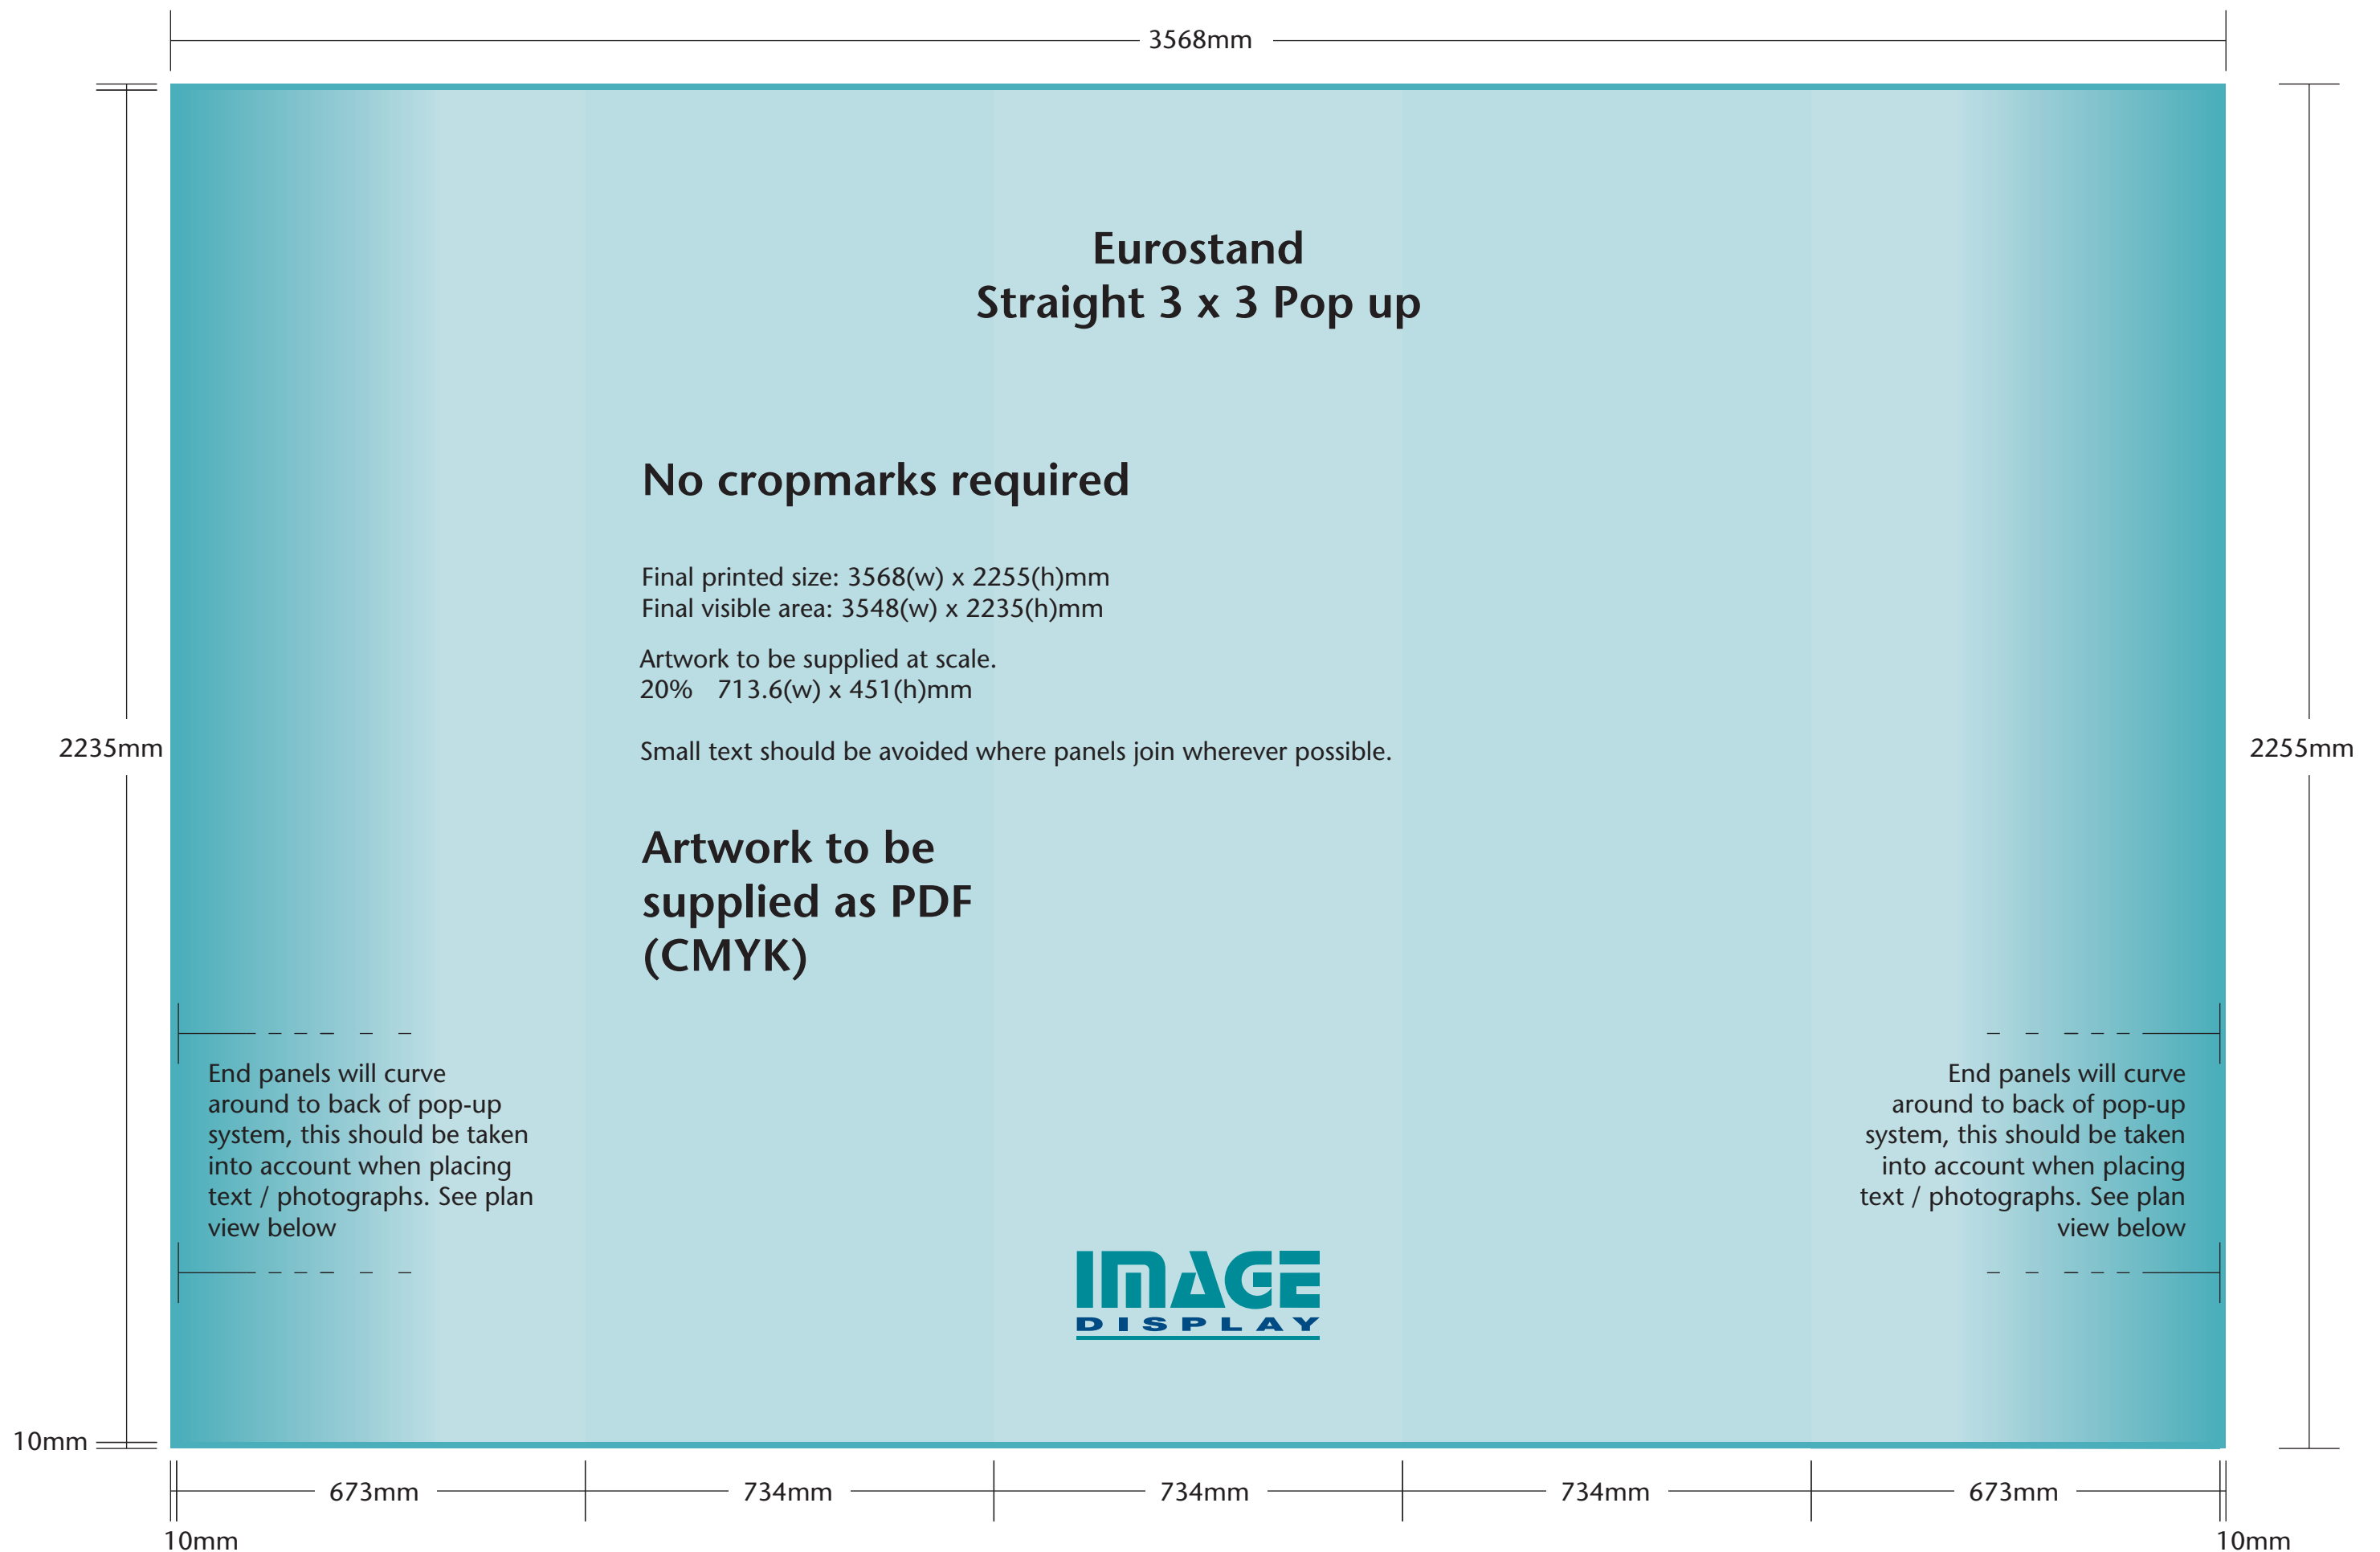 3568mm
Eurostand
Straight 3 x 3 Pop up
No cropmarks required
Final printed size: 3568(w) x 2255(h)mm
Final visible area: 3548(w) x 2235(h)mm
Artwork to be supplied at scale.
20% 713.6(w) x 451(h)mm
2235mm
Small text should be avoided where panels join wherever possible.
2255mm
Artwork to be
supplied as PDF
(CMYK)
End panels will curve
around to back of pop-up
system, this should be taken
into account when placing
text / photographs. See plan
view below
End panels will curve
around to back of pop-up
system, this should be taken
into account when placing
text / photographs. See plan
view below
IMAGE
DISPLAY
10mm
673mm
734mm
734mm
734mm
673mm
10mm
10mm